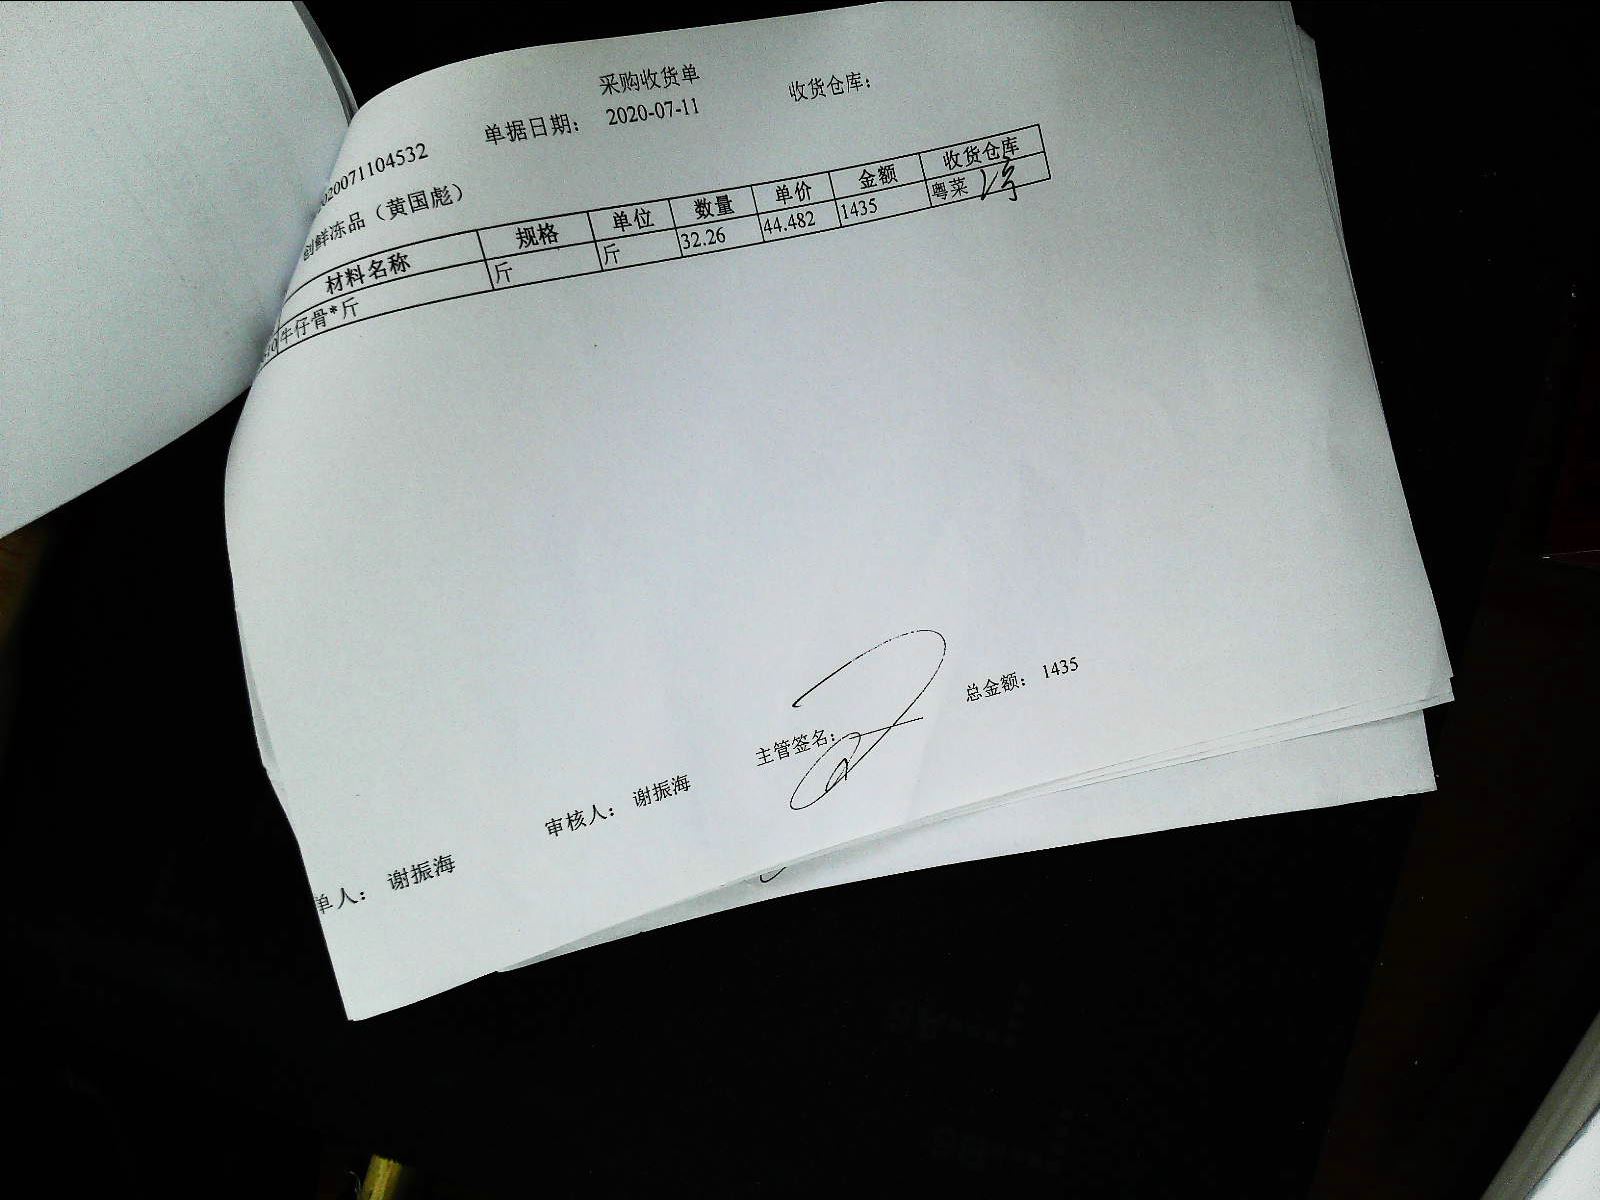 采购收货单
020071104532 单据日期： 2020-07-11 收货仓库：
创鲜冻品（黄国彪）
材料名称 规格 单位 数量 单价 金额 收货仓库
牛仔骨*斤 斤 斤 32.26 44.482 1435 粤菜
主管签名： 总金额： 1435
单人： 谢振海 审核人： 谢振海